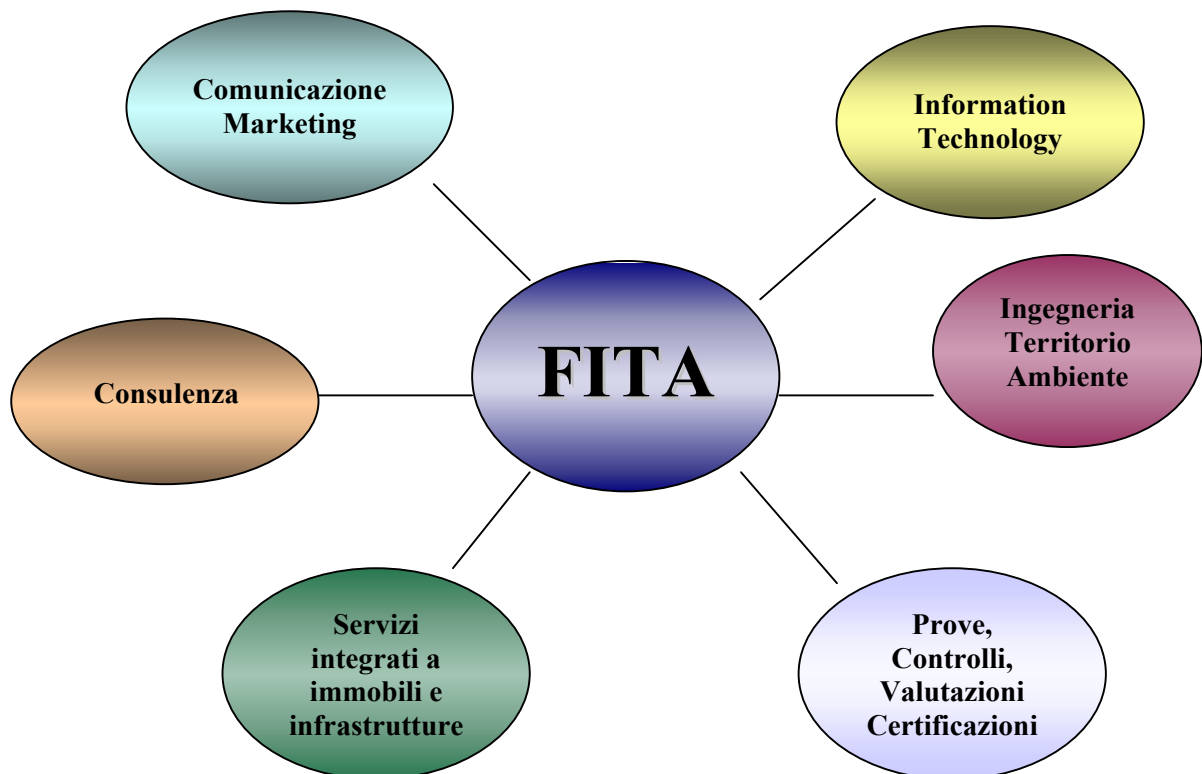 Comunicazione
Marketing
Information
Technology
FITA
Ingegneria
Territorio
Ambiente
Consulenza
Servizi
integrati a
immobili e
infrastrutture
Prove,
Controlli,
Valutazioni
Certificazioni